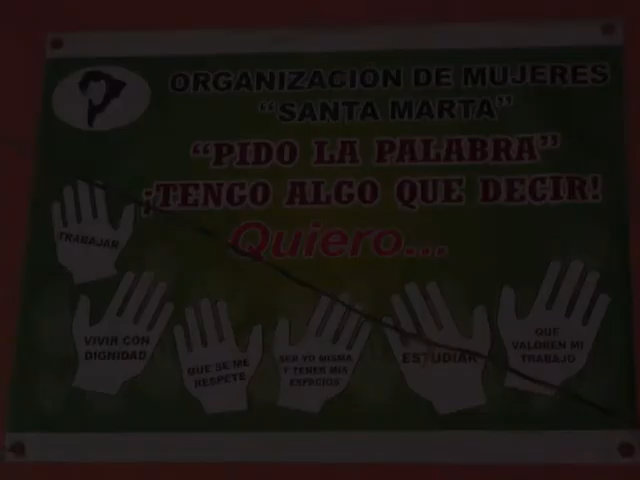 ORGANIZACION DE MUJERES
"SANTA MARTA"
"PIDO LA PALABRA"
¡TENGO ALGO QUE DECIR!
Quiero...
TRABAJAR
VIVIR CON
DIGNIDAD
QUE SE ME
RESPETE
SER YO MISMA
Y TENER MIS
ESPACIOS
ESTUDIAR
QUE
VALOREN MI
TRABAJO